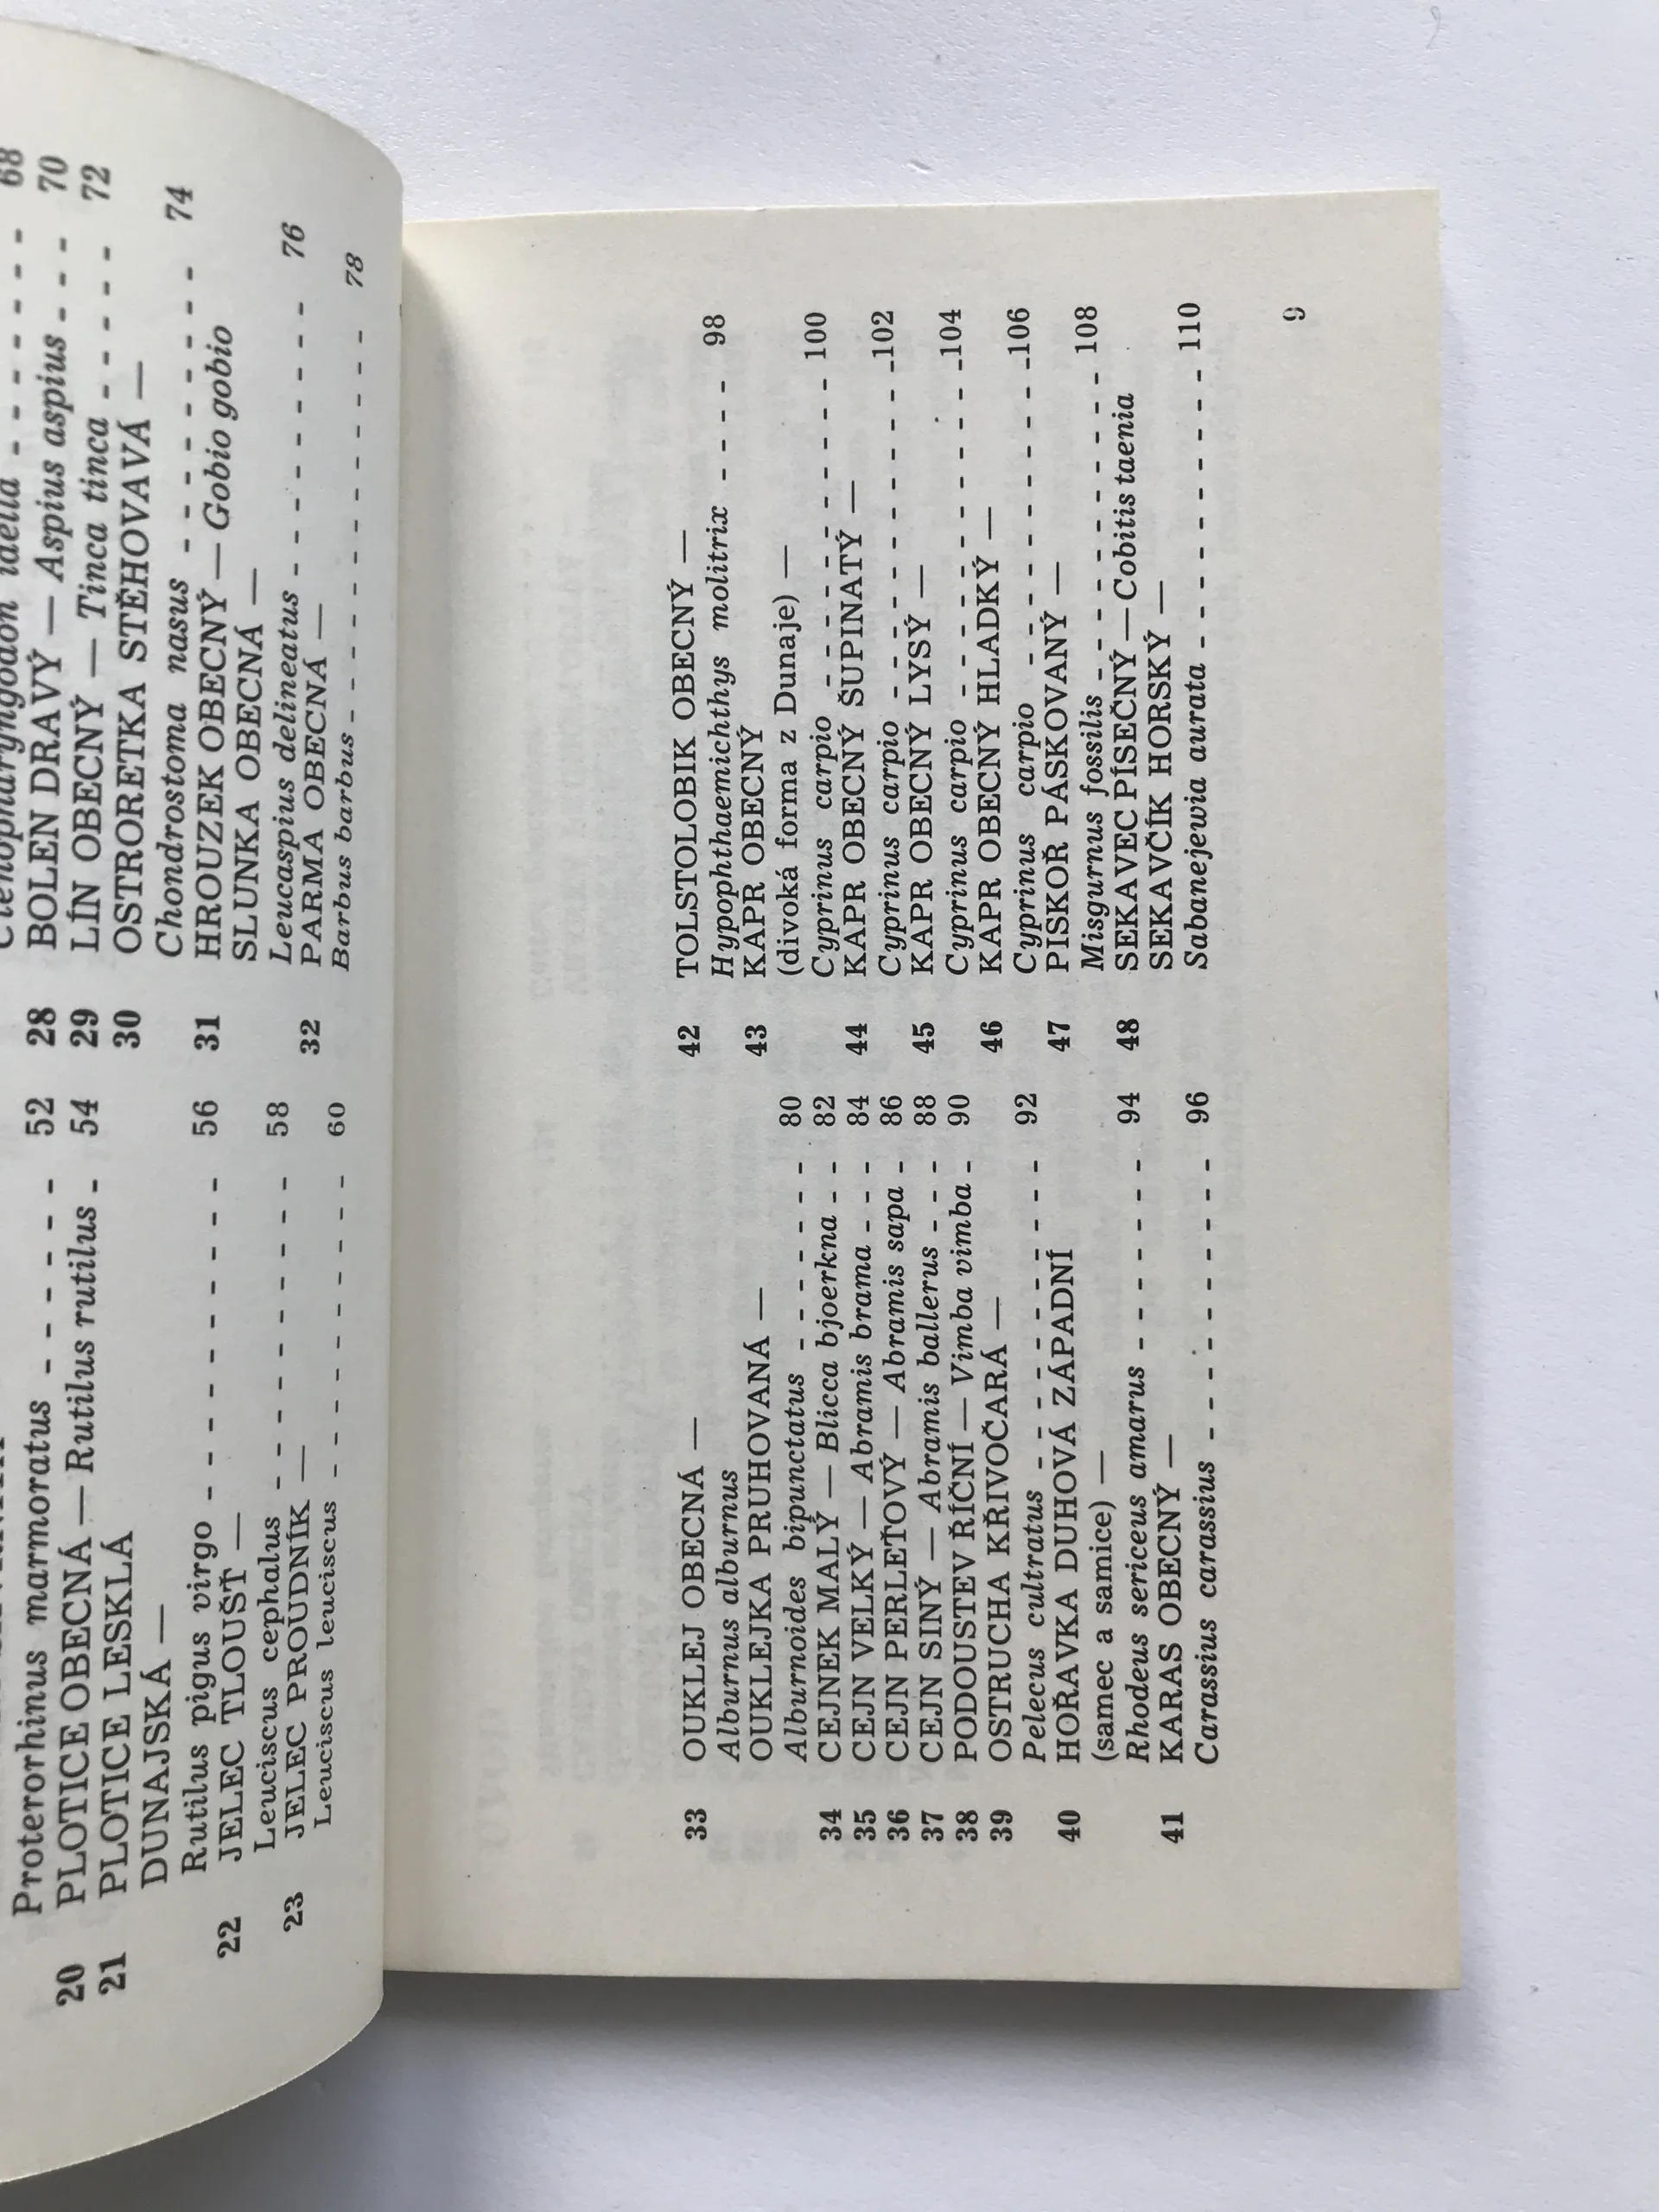 Proterorhinus marmoratus - - - - - - 52
20 PLOTICE OBECNÁ — Rutilus rutilus - 54
21 PLOTICE LESKLÁ
DUNAJSKÁ —
Rutilus pigus virgo - - - - - - - - - - 56
22 JELEC TLOUŠŤ —
Leuciscus cephalus - - - - - - - - - - 58
23 JELEC PROUDNÍK —
Leuciscus leuciscus - - - - - - - - - - 60
- - - - - - - - 68
28 BOLEN DRAVÝ — Aspius aspius - - - 70
29 LÍN OBECNÝ — Tinca tinca - - - - - 72
30 OSTRORETKA STĚHOVAVÁ —
Chondrostoma nasus - - - - - - - - - 74
31 HROUZEK OBECNÝ — Gobio gobio
SLUNKA OBECNÁ —
Leucaspius delineatus - - - - - - - - - 76
32 PARMA OBECNÁ —
Barbus barbus - - - - - - - - - - - - 78
33 OUKLEJ OBECNÁ —
Alburnus alburnus
OUKLEJKA PRUHOVANÁ —
Alburnoides bipunctatus - - - - - - - 80
34 CEJNEK MALÝ — Blicca bjoerkna - - 82
35 CEJN VELKÝ — Abramis brama - - - 84
36 CEJN PERLEŤOVÝ — Abramis sapa - 86
37 CEJN SINÝ — Abramis ballerus - - - 88
38 PODOUSTEV ŘÍČNÍ — Vimba vimba - 90
39 OSTRUCHA KŘIVOČARÁ —
Pelecus cultratus - - - - - - - - - - 92
40 HOŘAVKA DUHOVÁ ZÁPADNÍ
(samec a samice) —
Rhodeus sericeus amarus - - - - - - - 94
41 KARAS OBECNÝ —
Carassius carassius - - - - - - - - - - 96
42 TOLSTOLOBIK OBECNÝ —
Hypophthaemichthys molitrix - - - - 98
43 KAPR OBECNÝ
(divoká forma z Dunaje) —
Cyprinus carpio - - - - - - - - - - 100
44 KAPR OBECNÝ ŠUPINATÝ —
Cyprinus carpio - - - - - - - - - - -102
45 KAPR OBECNÝ LYSÝ —
Cyprinus carpio - - - - - - - - - - -104
46 KAPR OBECNÝ HLADKÝ —
Cyprinus carpio - - - - - - - - - - -106
47 PÍSKOŘ PÁSKOVANÝ —
Misgurnus fossilis - - - - - - - - - - 108
48 SEKAVEC PÍSEČNÝ — Cobitis taenia
SEKAVČÍK HORSKÝ —
Sabanejewia aurata - - - - - - - - - - 110
9